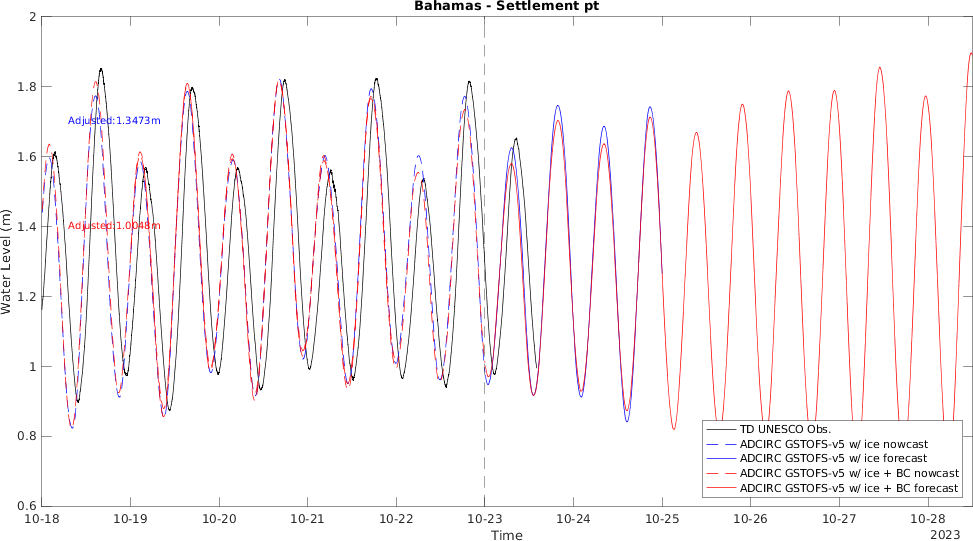 Bahamas - Settlement pt
Water Level (m)
2
1.8
1.6
1.4
1.2
1
0.8
0.6
Adjusted:1.3473m
Adjusted:1.0048m
TD UNESCO Obs.
ADCIRC GSTOFS-v5 w/ ice nowcast
ADCIRC GSTOFS-v5 w/ ice forecast
ADCIRC GSTOFS-v5 w/ ice + BC nowcast
ADCIRC GSTOFS-v5 w/ ice + BC forecast
10-18 10-19 10-20 10-21 10-22 10-23 10-24 10-25 10-26 10-27 10-28
2023
Time